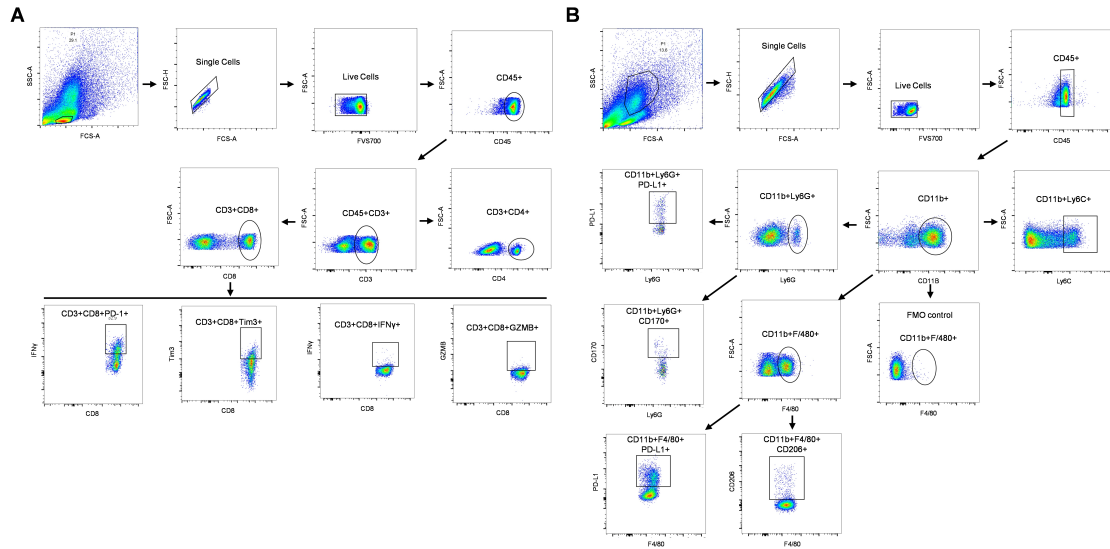 A
P1
29.1
SSC-A
FCS-A
Single Cells
FSC-H
FCS-A
Live Cells
FSC-A
FVS700
CD45+
FSC-A
CD45
CD3+CD8+
FSC-A
CD8
CD45+CD3+
FSC-A
CD3
CD3+CD4+
FSC-A
CD4
CD3+CD8+PD-1+
IFNγ
CD8
CD3+CD8+Tim3+
Tim3
CD8
CD3+CD8+IFNγ+
IFNγ
CD8
CD3+CD8+GZMB+
GZMB
CD8
B
P1
13.8
SSC-A
FCS-A
Single Cells
FSC-H
FCS-A
Live Cells
FSC-A
FVS700
CD45+
FSC-A
CD45
CD11b+Ly6G+
PD-L1+
PD-L1
Ly6G
CD11b+Ly6G+
FSC-A
Ly6G
CD11b+
FSC-A
CD11B
CD11b+Ly6C+
FSC-A
Ly6C
CD11b+Ly6G+
CD170+
CD170
Ly6G
CD11b+F/480+
FSC-A
F4/80
FMO control
CD11b+F/480+
FSC-A
F4/80
CD11b+F4/80+
PD-L1+
PD-L1
F4/80
CD11b+F4/80+
CD206+
CD206
F4/80